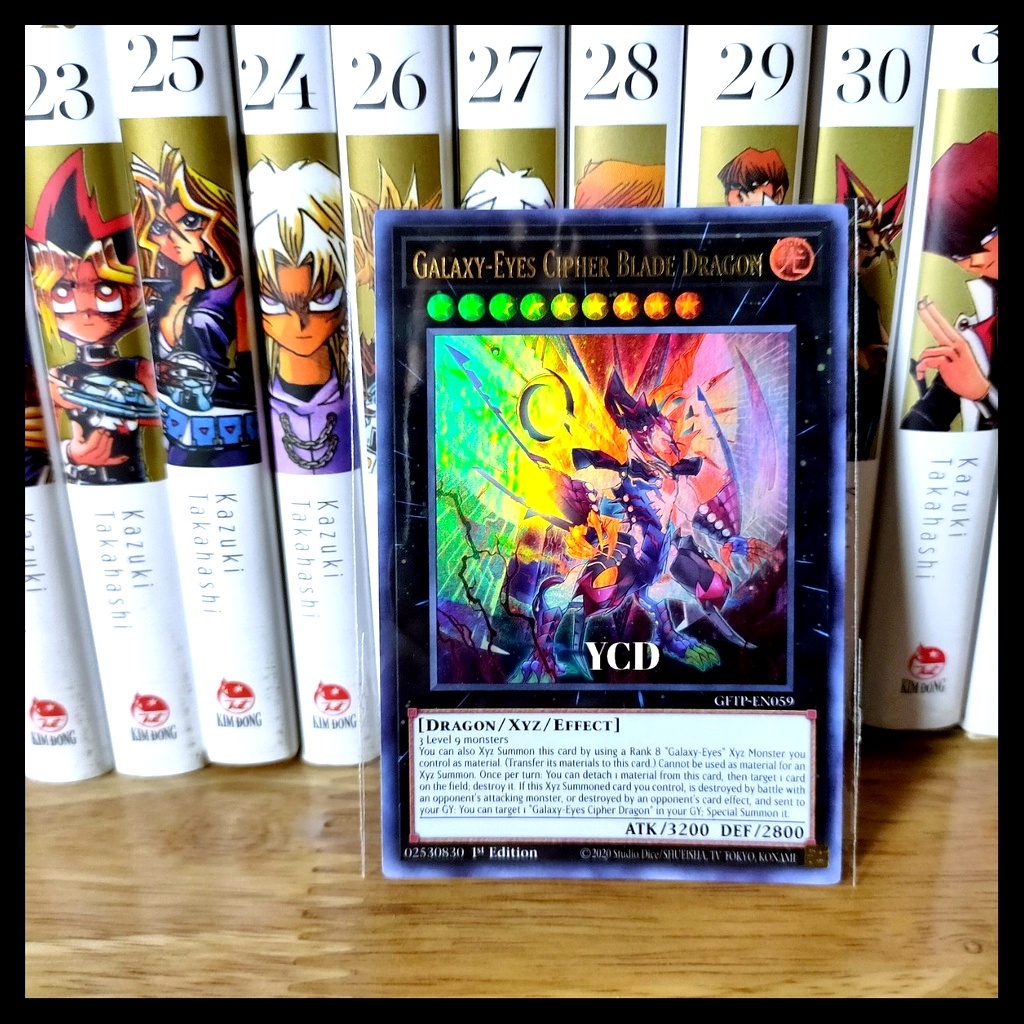 23
25
24
26
27
28
29
30
GALAXY-EYES CIPHER BLADE DRAGON
光
YCD
GFTP-EN059
[DRAGON/XYZ/EFFECT]
3 Level 9 monsters
You can also Xyz Summon this card by using a Rank 8 "Galaxy-Eyes" Xyz Monster you
control as material. (Transfer its materials to this card.) Cannot be used as material for an
Xyz Summon. Once per turn: You can detach 1 material from this card, then target 1 card
on the field; destroy it. If this Xyz Summoned card you control, is destroyed by battle with
an opponent's attacking monster, or destroyed by an opponent's card effect, and sent to
your GY: You can target 1 "Galaxy-Eyes Cipher Dragon" in your GY; Special Summon it.
ATK/3200 DEF/2800
02530830 1st Edition
©2020 Studio Dice/SHUEISHA, TV TOKYO, KONAMI
Kazuki
Kazuki
Takahashi
Kazuki
Takahashi
Kazuki
Takahashi
Kazuki
Takahashi
KIM ĐỒNG
KIM ĐỒNG
KIM ĐỒNG
KIM ĐỒNG
KIM ĐỒNG